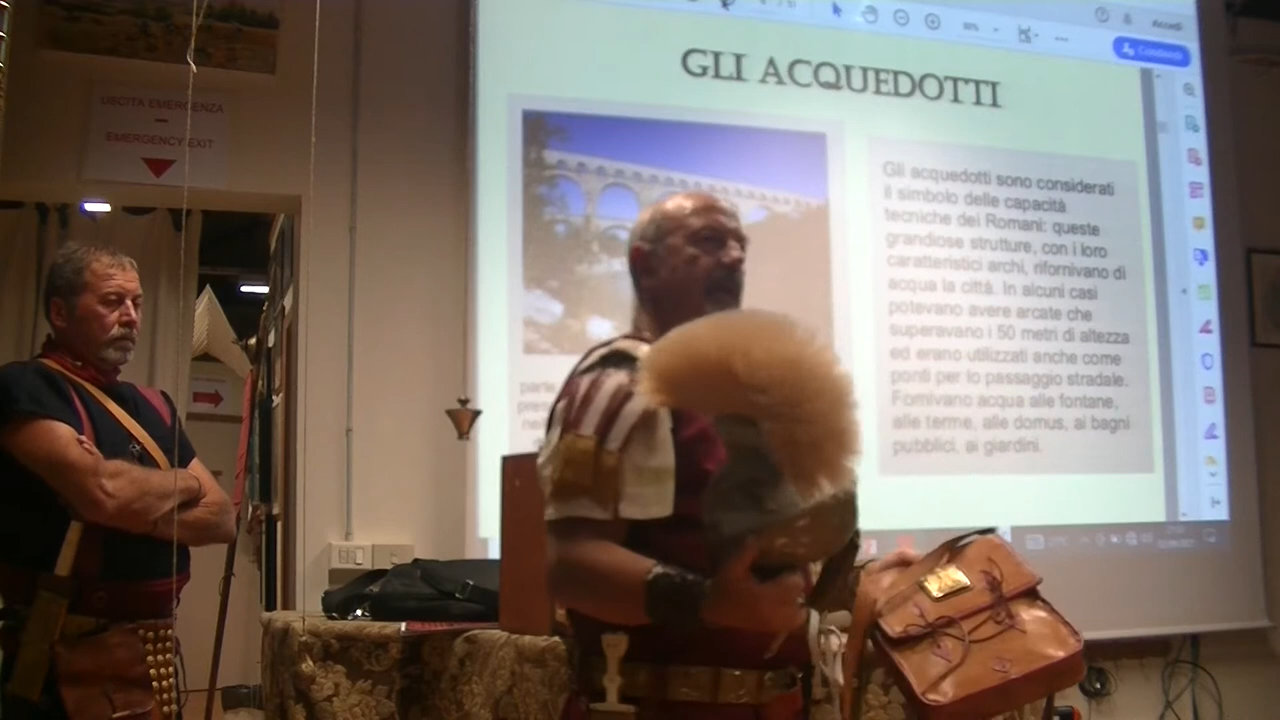 Accedi
Condividi
GLI ACQUEDOTTI
USCITA EMERGENZA
-
EMERGENCY EXIT
Gli acquedotti sono considerati
il simbolo delle capacità
tecniche dei Romani: queste
grandiose strutture, con i loro
caratteristici archi, rifornivano di
acqua la città. In alcuni casi
potevano avere arcate che
superavano i 50 metri di altezza
ed erano utilizzati anche come
ponti per lo passaggio stradale.
Fornivano acqua alle fontane,
alle terme, alle domus, ai bagni
pubblici, ai giardini.
parte